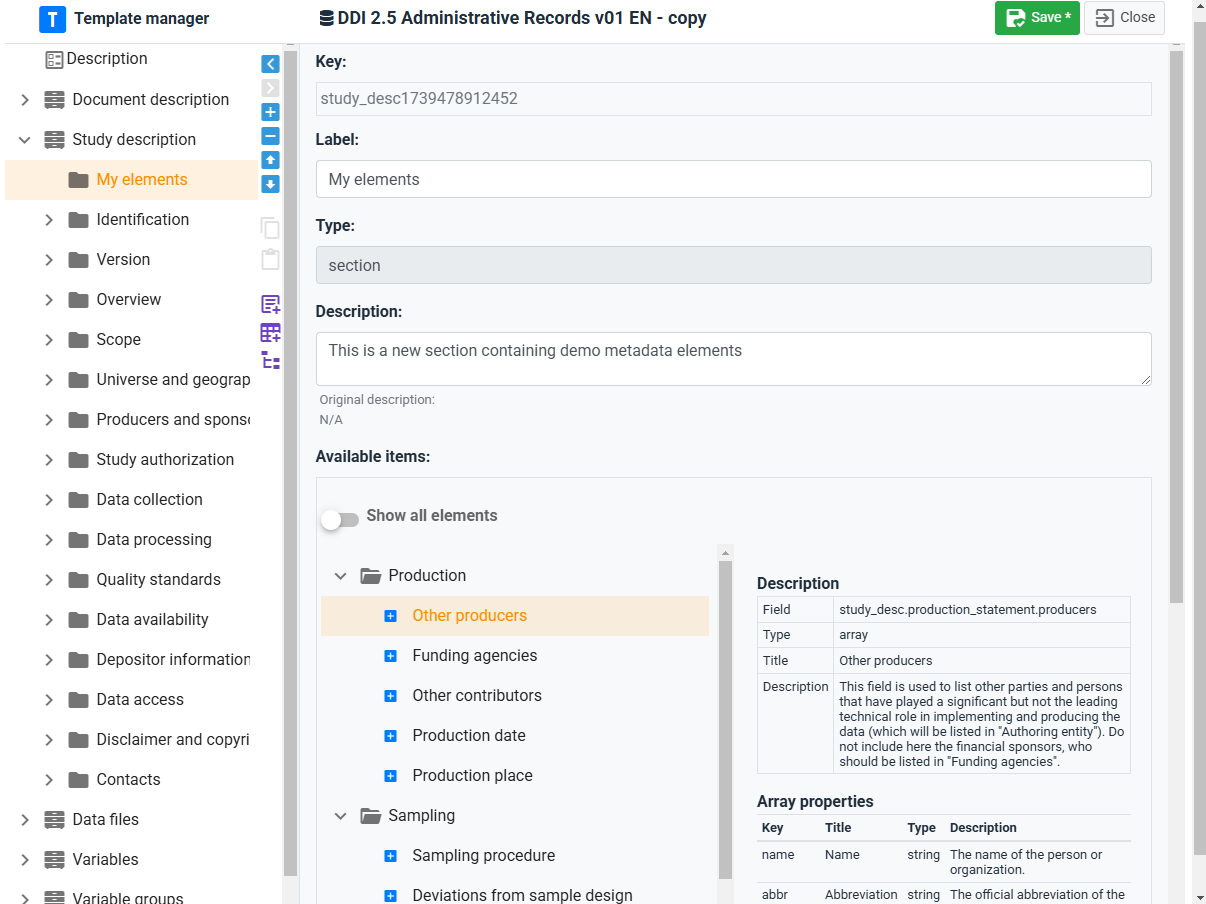 T Template manager
DDI 2.5 Administrative Records v01 EN - copy
Save *
Close
Description
Document description
Study description
My elements
Identification
Version
Overview
Scope
Universe and geograp
Producers and sponso
Study authorization
Data collection
Data processing
Quality standards
Data availability
Depositor information
Data access
Disclaimer and copyri
Contacts
Data files
Variables
Variable groups
Key:
study_desc1739478912452
Label:
My elements
Type:
section
Description:
This is a new section containing demo metadata elements
Original description:
N/A
Available items:
Show all elements
Production
Other producers
Funding agencies
Other contributors
Production date
Production place
Sampling
Sampling procedure
Deviations from sample design
Description
Field study_desc.production_statement.producers
Type array
Title Other producers
Description This field is used to list other parties and persons
that have played a significant but not the leading
technical role in implementing and producing the
data (which will be listed in "Authoring entity"). Do
not include here the financial sponsors, who
should be listed in "Funding agencies".
Array properties
Key Title Type Description
name Name string The name of the person or
organization.
abbr Abbreviation string The official abbreviation of the